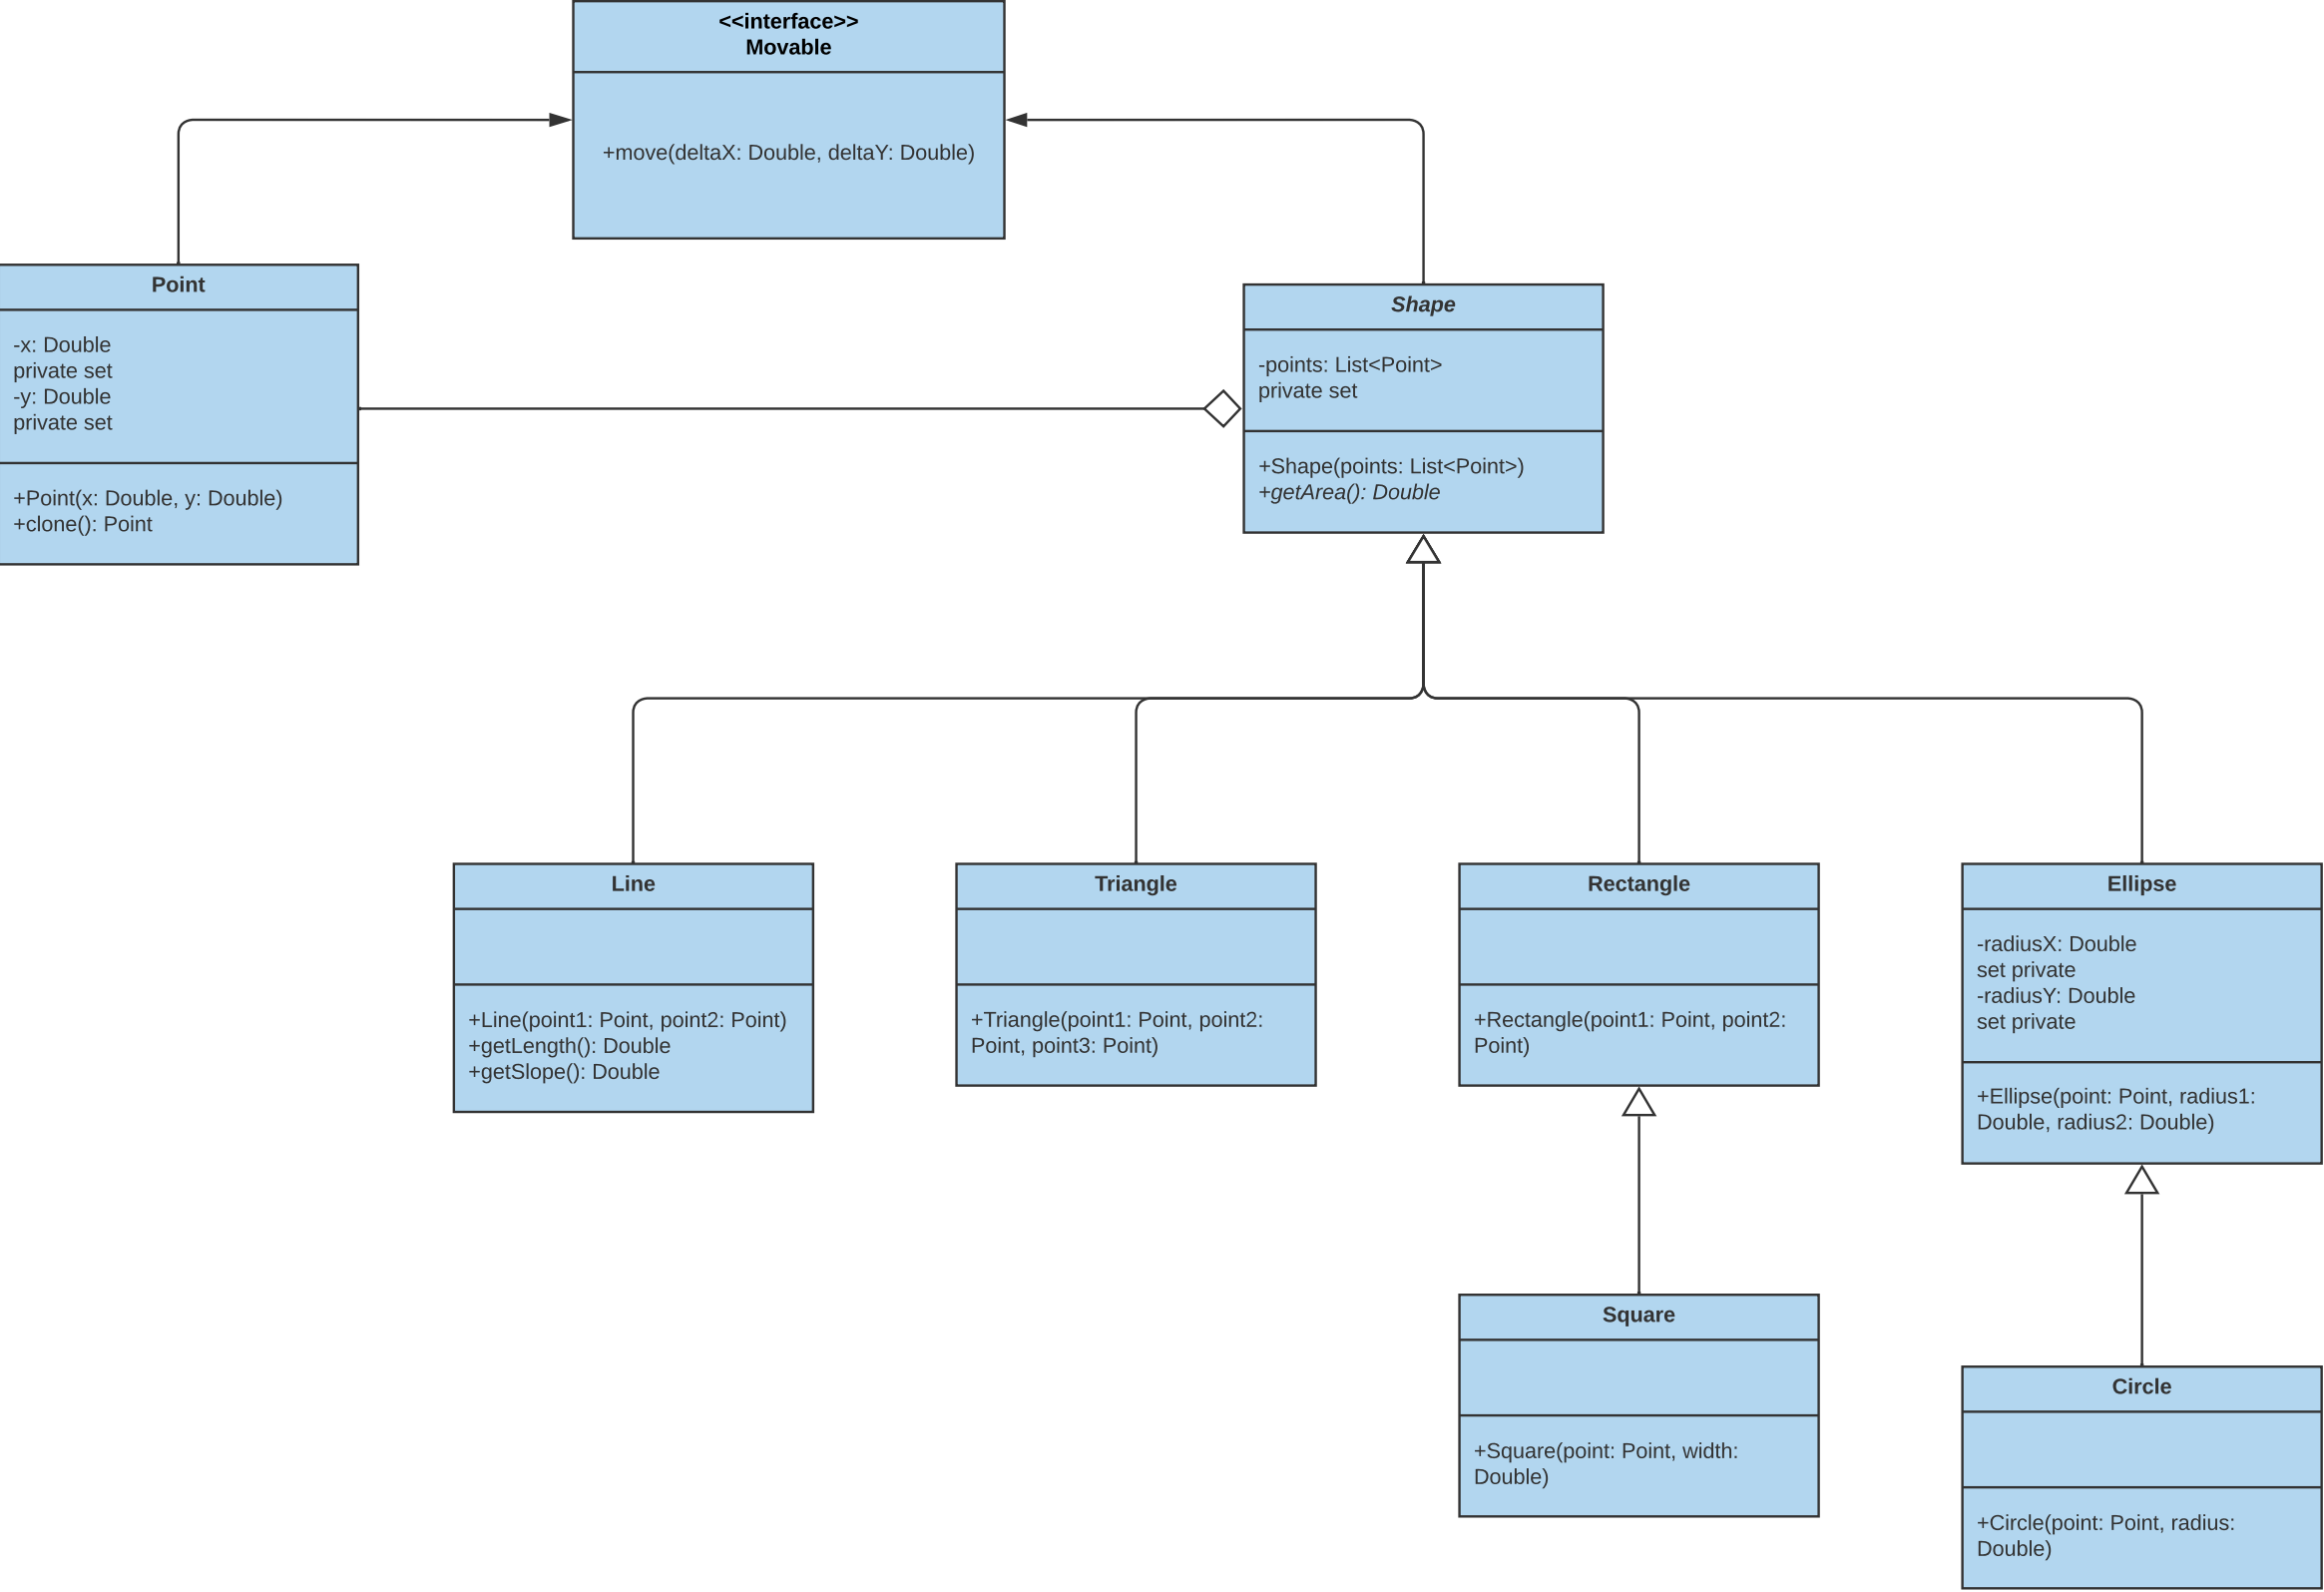 <<interface>>
Movable
+move(deltaX: Double, deltaY: Double)
Point
-x: Double
private set
-y: Double
private set
+Point(x: Double, y: Double)
+clone(): Point
Shape
-points: List<Point>
private set
+Shape(points: List<Point>)
+getArea(): Double
Line
+Line(point1: Point, point2: Point)
+getLength(): Double
+getSlope(): Double
Triangle
+Triangle(point1: Point, point2:
Point, point3: Point)
Rectangle
+Rectangle(point1: Point, point2:
Point)
Ellipse
-radiusX: Double
set private
-radiusY: Double
set private
+Ellipse(point: Point, radius1:
Double, radius2: Double)
Square
+Square(point: Point, width:
Double)
Circle
+Circle(point: Point, radius:
Double)